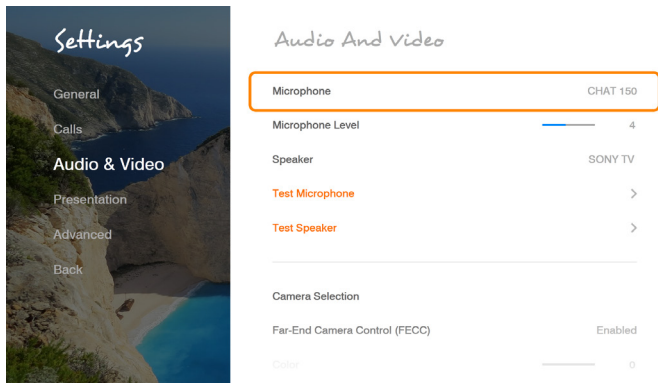 Settings
General
Calls
Audio & Video
Presentation
Advanced
Back
Audio And Video
Microphone CHAT 150
Microphone Level 4
Speaker SONY TV
Test Microphone
Test Speaker
Camera Selection
Far-End Camera Control (FECC) Enabled
Color 0